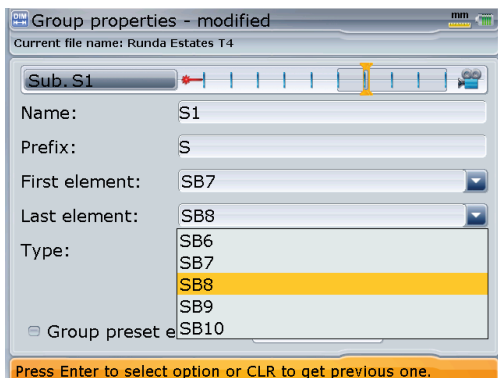 Group properties - modified
mm
Current file name: Runda Estates T4
Sub. S1
Name: S1
Prefix: S
First element: SB7
Last element: SB8
Type:
SB6
SB7
SB8
SB9
SB10
Group preset e
Press Enter to select option or CLR to get previous one.